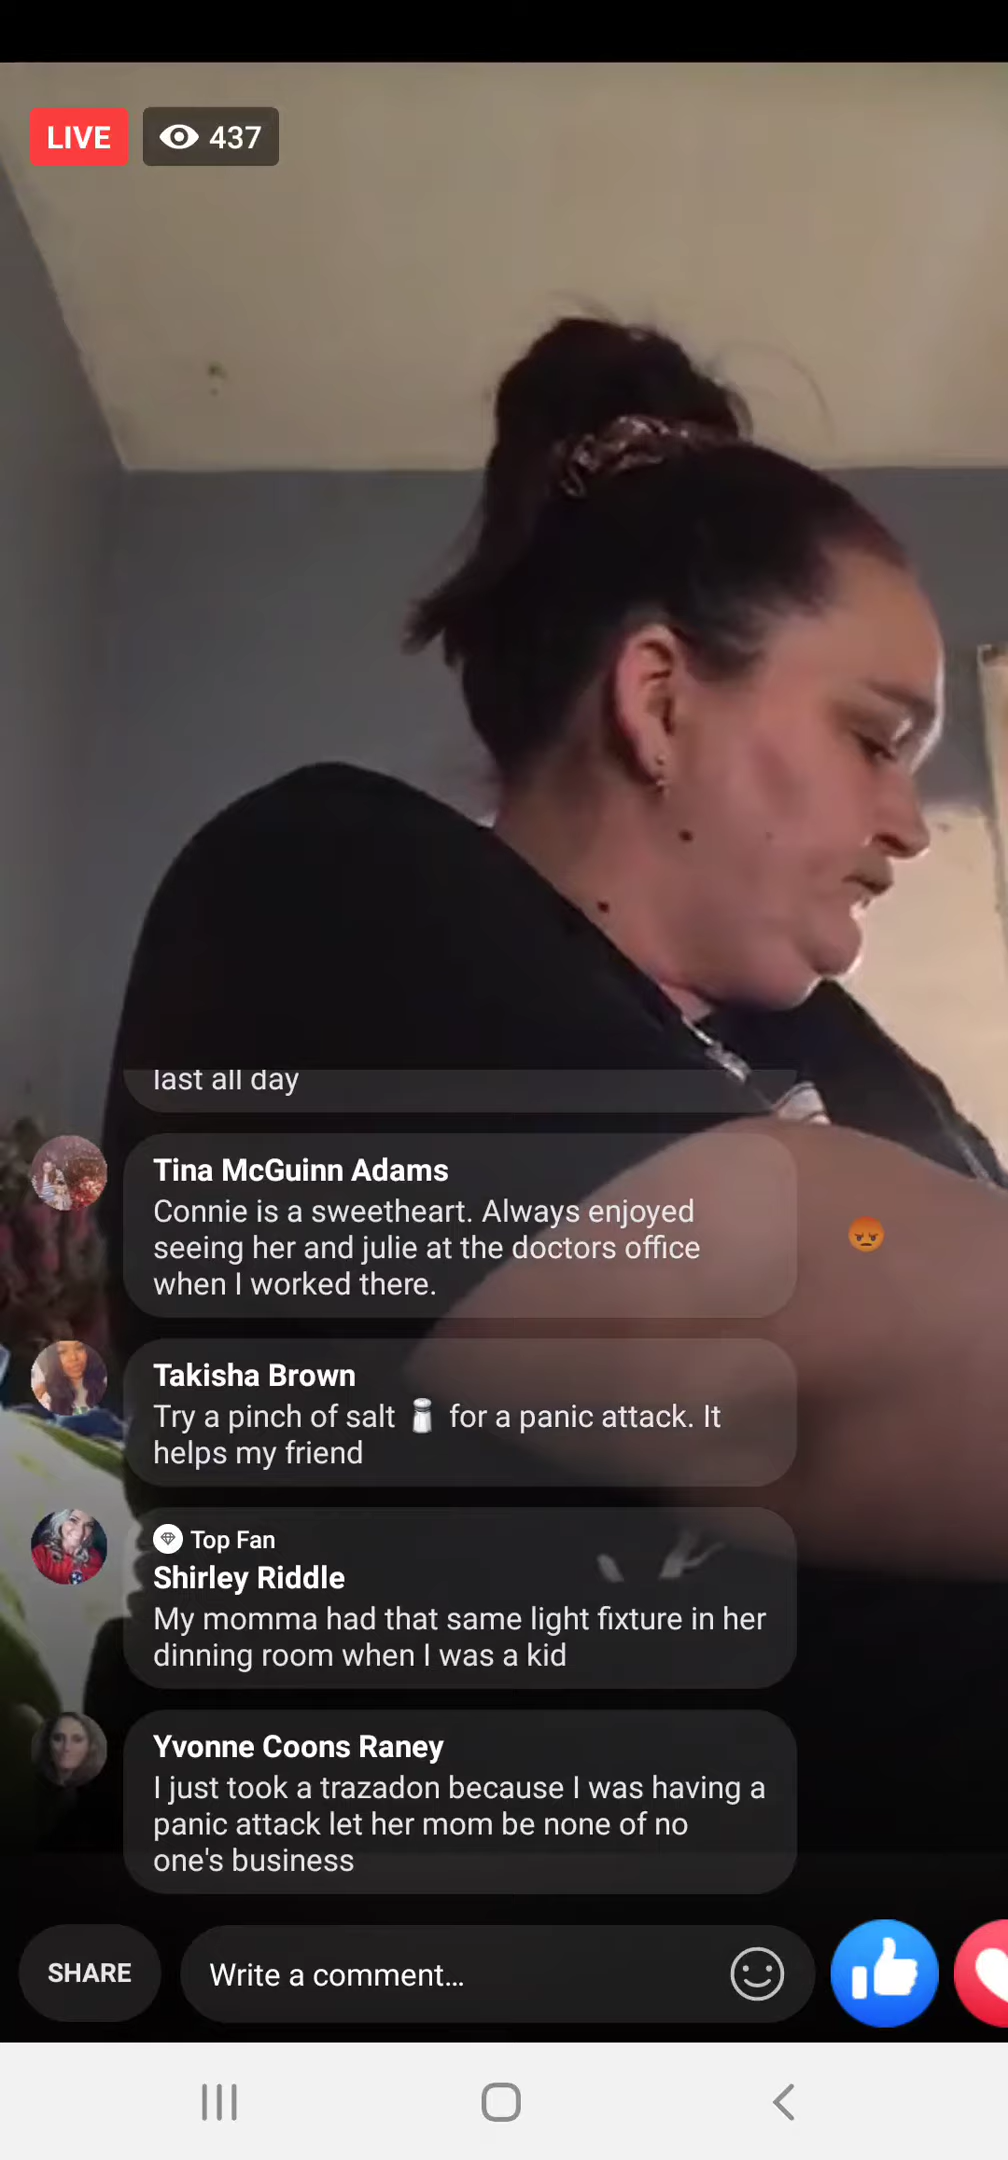 LIVE 437
last all day
Tina McGuinn Adams
Connie is a sweetheart. Always enjoyed
seeing her and julie at the doctors office
when I worked there.
Takisha Brown
Try a pinch of salt 🧂 for a panic attack. It
helps my friend
Top Fan
Shirley Riddle
My momma had that same light fixture in her
dinning room when I was a kid
Yvonne Coons Raney
I just took a trazadon because I was having a
panic attack let her mom be none of no
one's business
SHARE
Write a comment...